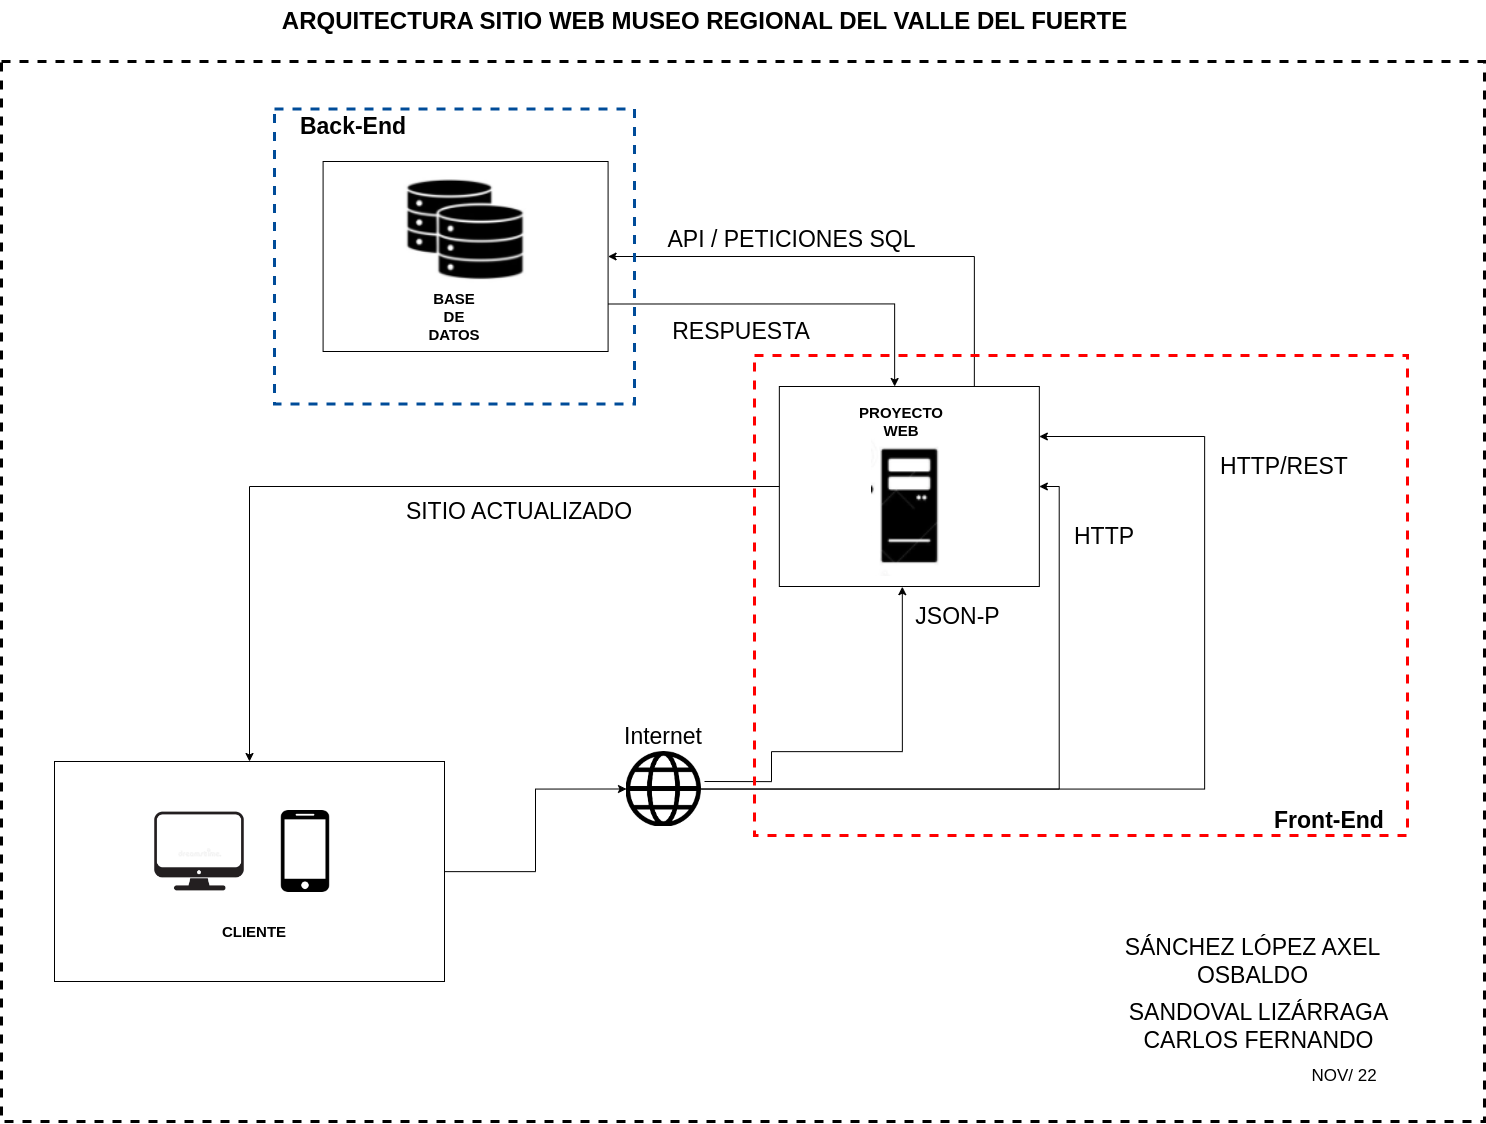 ARQUITECTURA SITIO WEB MUSEO REGIONAL DEL VALLE DEL FUERTE
Back-End
BASE
DE
DATOS
API / PETICIONES SQL
RESPUESTA
PROYECTO
WEB
HTTP/REST
HTTP
SITIO ACTUALIZADO
JSON-P
Internet
Front-End
CLIENTE
SÁNCHEZ LÓPEZ AXEL
OSBALDO
SANDOVAL LIZÁRRAGA
CARLOS FERNANDO
NOV/ 22